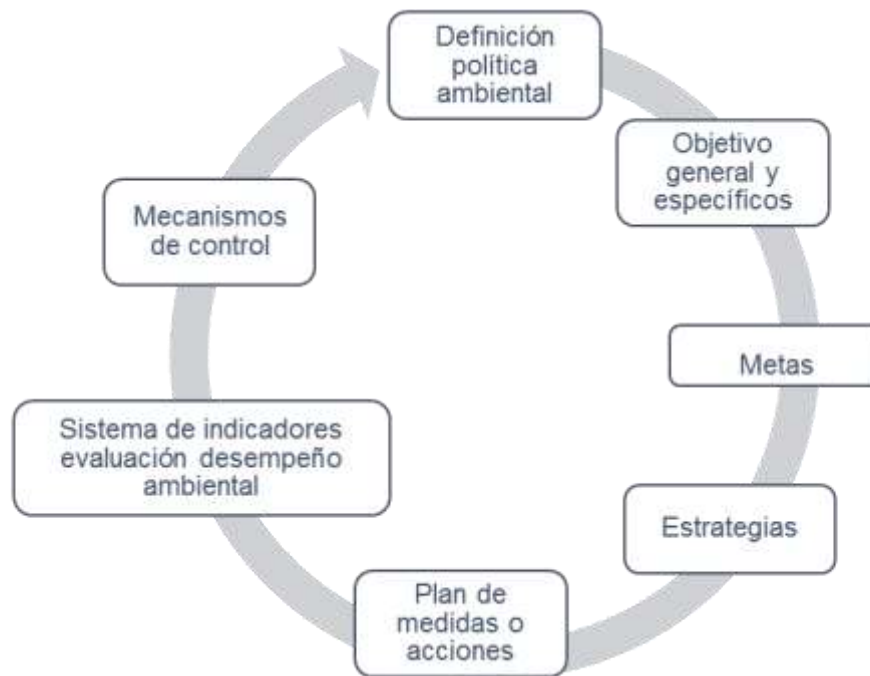 Definición
política
ambiental
Objetivo
general y
específicos
Metas
Estrategias
Plan de
medidas o
acciones
Sistema de indicadores
evaluación desempeño
ambiental
Mecanismos
de control